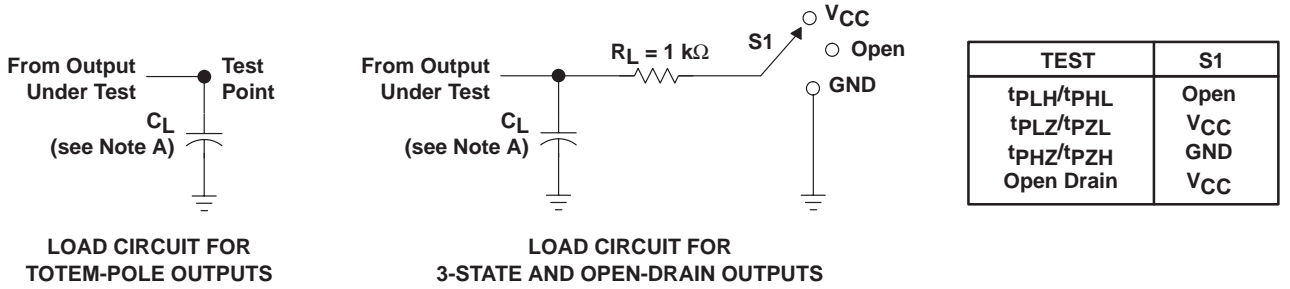 From Output
Under Test
Test
Point
CL
(see Note A)
LOAD CIRCUIT FOR
TOTEM-POLE OUTPUTS
From Output
Under Test
CL
(see Note A)
RL = 1 kΩ
S1
VCC
Open
GND
LOAD CIRCUIT FOR
3-STATE AND OPEN-DRAIN OUTPUTS
TEST S1
tPLH/tPHL Open
tPLZ/tPZL VCC
tPHZ/tPZH GND
Open Drain VCC